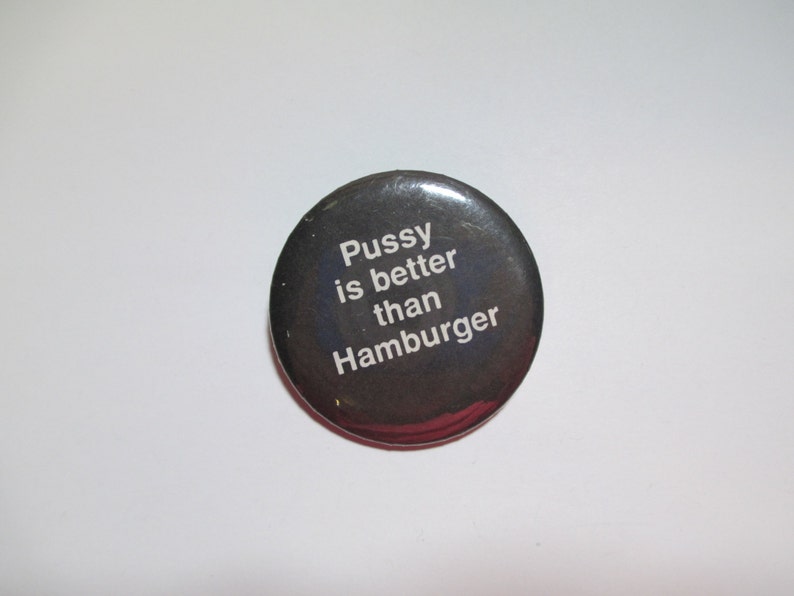 Pussy
is better
than
Hamburger